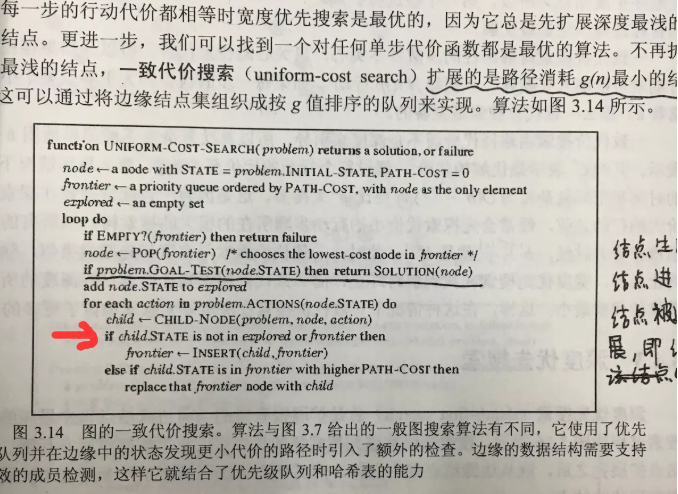 每一步的行动代价都相等时宽度优先搜索是最优的，因为它总是先扩展深度最浅的
结点。更进一步，我们可以找到一个对任何单步代价函数都是最优的算法。不再扩
最浅的结点，一致代价搜索（uniform-cost search）扩展的是路径消耗 g(n)最小的结
这可以通过将边缘结点集组织成按 g 值排序的队列来实现。算法如图 3.14 所示。
function UNIFORM-COST-SEARCH(problem) returns a solution, or failure
node ← a node with STATE = problem.INITIAL-STATE, PATH-COST = 0
frontier ← a priority queue ordered by PATH-COST, with node as the only element
explored ← an empty set
loop do
if EMPTY?(frontier) then return failure
node ← POP(frontier) /* chooses the lowest-cost node in frontier */
if problem.GOAL-TEST(node.STATE) then return SOLUTION(node)
add node.STATE to explored
for each action in problem.ACTIONS(node.STATE) do
child ← CHILD-NODE(problem, node, action)
if child.STATE is not in explored or frontier then
frontier ← INSERT(child, frontier)
else if child.STATE is in frontier with higher PATH-COST then
replace that frontier node with child
结点生
结点进
结点被
展，即
该结点
图 3.14 图的一致代价搜索。算法与图 3.7 给出的一般图搜索算法有不同，它使用了优先
队列并在边缘中的状态发现更小代价的路径时引入了额外的检查。边缘的数据结构需要支持
效的成员检测，这样它就结合了优先级队列和哈希表的能力